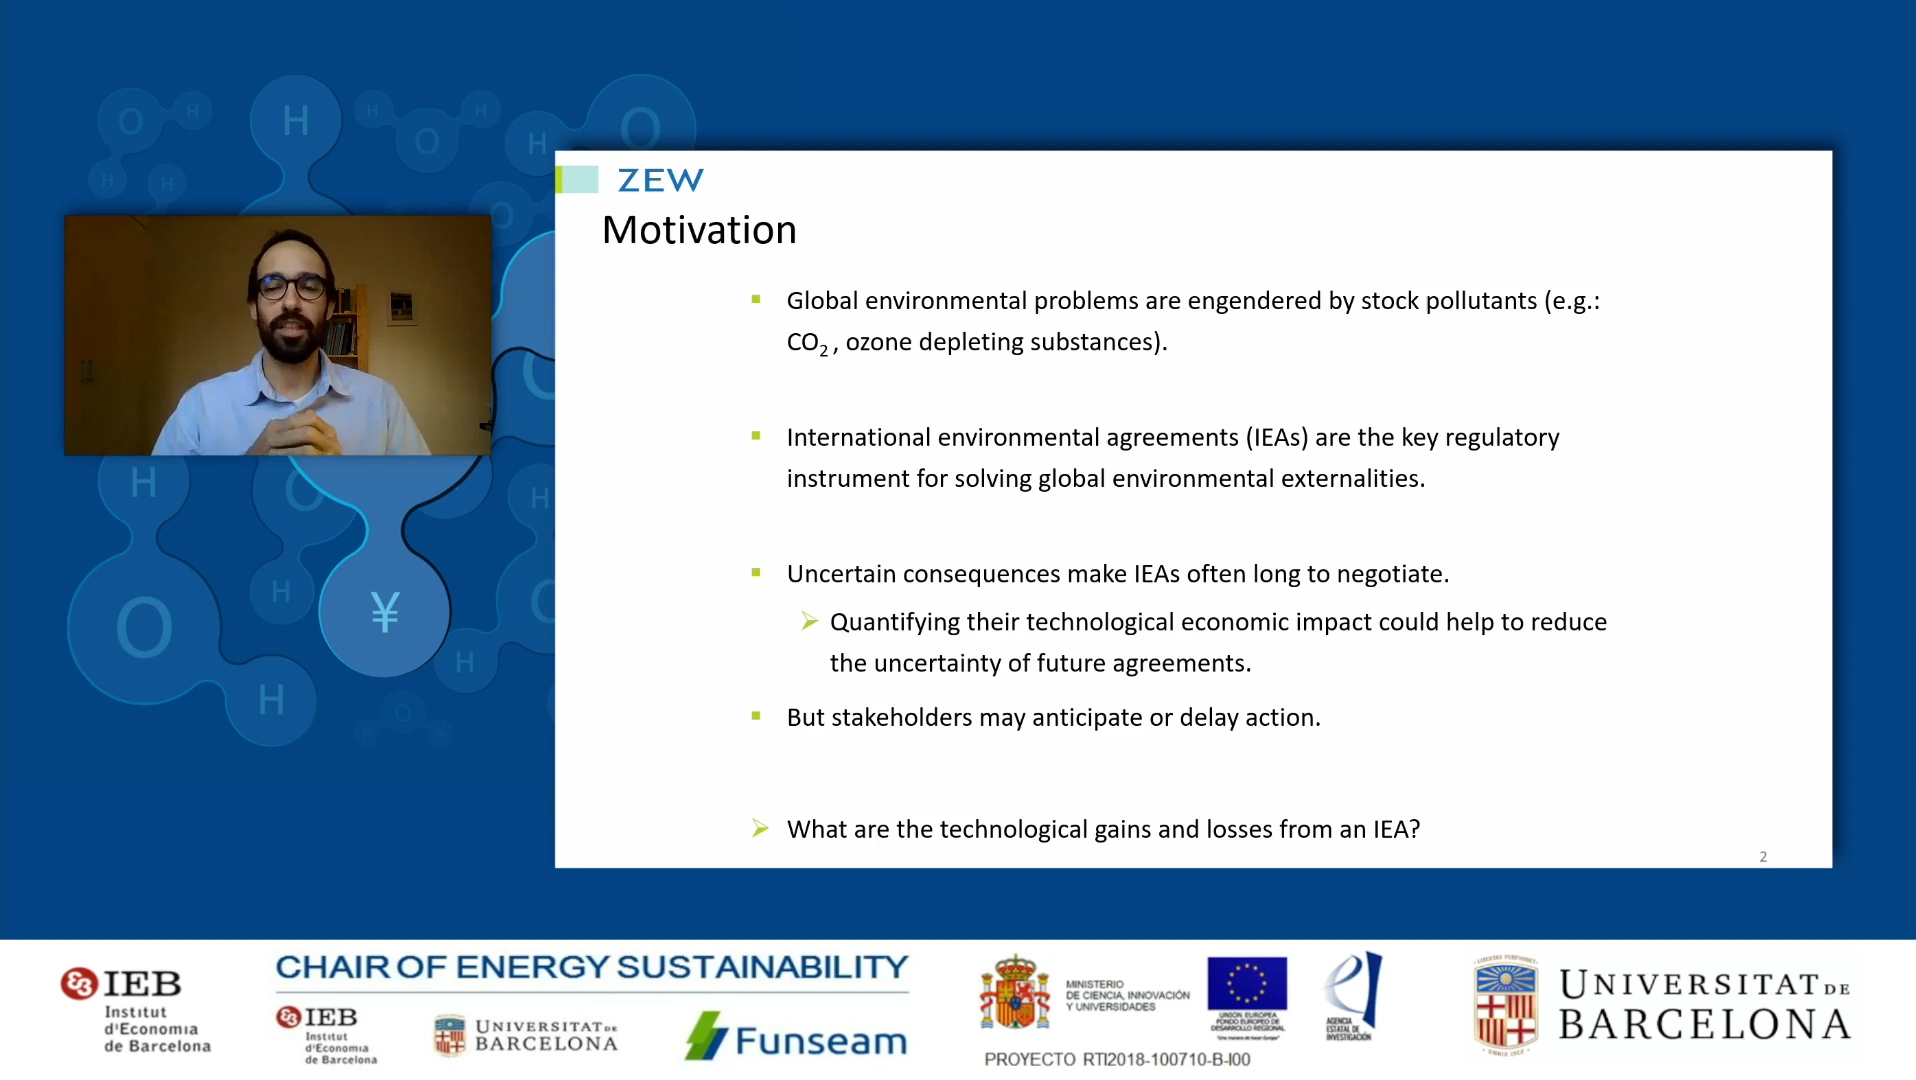 ZEW
Motivation
Global environmental problems are engendered by stock pollutants (e.g.:
CO2 , ozone depleting substances).
International environmental agreements (IEAs) are the key regulatory
instrument for solving global environmental externalities.
Uncertain consequences make IEAs often long to negotiate.
Quantifying their technological economic impact could help to reduce
the uncertainty of future agreements.
But stakeholders may anticipate or delay action.
What are the technological gains and losses from an IEA?
2
O H H H O H H O
H H O
H O H
O H H O
¥
H
H
O
IEB
Institut
d'Economia
de Barcelona
CHAIR OF ENERGY SUSTAINABILITY
IEB
Institut
d'Economia
de Barcelona
UNIVERSITAT DE
BARCELONA
Funseam
MINISTERIO
DE CIENCIA, INNOVACIÓN
Y UNIVERSIDADES
UNION EUROPEA
FONDO EUROPEO DE
DESARROLLO REGIONAL
"Una manera de hacer Europa"
AGENCIA
ESTATAL DE
INVESTIGACIÓN
PROYECTO RTI2018-100710-B-I00
UNIVERSITAT DE
BARCELONA